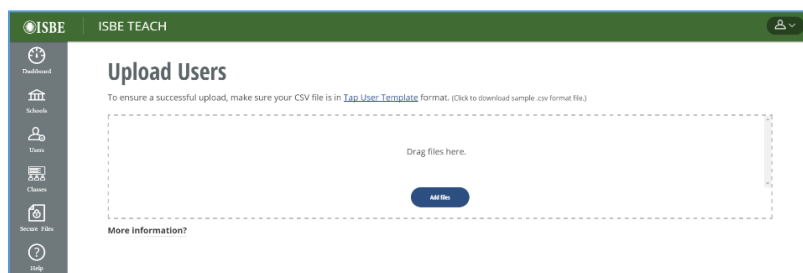 ISBE ISBE TEACH
Dashboard
Schools
Users
Classes
Secure Files
Help
Upload Users
To ensure a successful upload, make sure your CSV file is in Tap User Template format. (Click to download sample .csv format file.)
Drag files here.
Add files
More information?